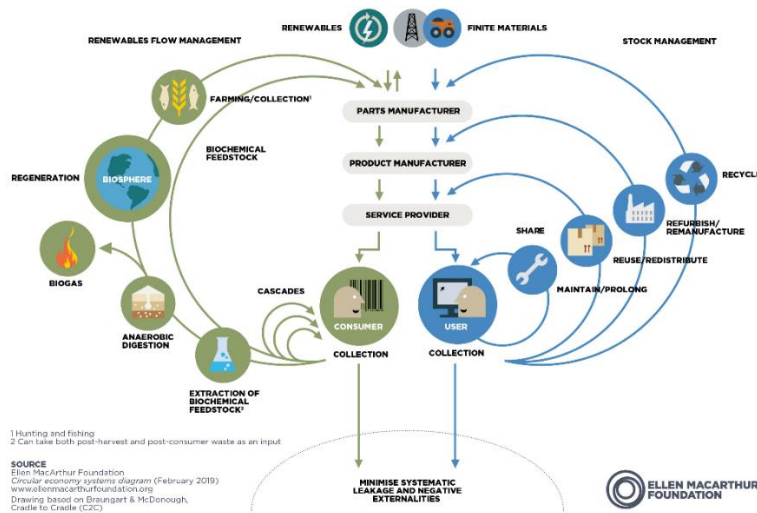 RENEWABLES
FINITE MATERIALS
RENEWABLES FLOW MANAGEMENT
STOCK MANAGEMENT
FARMING/COLLECTION¹
PARTS MANUFACTURER
BIOCHEMICAL
FEEDSTOCK
PRODUCT MANUFACTURER
REGENERATION
BIOSPHERE
RECYCLE
SERVICE PROVIDER
SHARE
REFURBISH/
REMANUFACTURE
REUSE/REDISTRIBUTE
BIOGAS
CASCADES
MAINTAIN/PROLONG
CONSUMER
USER
ANAEROBIC
DIGESTION
COLLECTION
COLLECTION
EXTRACTION OF
BIOCHEMICAL
FEEDSTOCK²
1 Hunting and fishing
2 Can take both post-harvest and post-consumer waste as an input
SOURCE
Ellen MacArthur Foundation
Circular economy systems diagram (February 2019)
www.ellenmacarthurfoundation.org
Drawing based on Braungart & McDonough,
Cradle to Cradle (C2C)
MINIMISE SYSTEMATIC
LEAKAGE AND NEGATIVE
EXTERNALITIES
ELLEN MACARTHUR
FOUNDATION